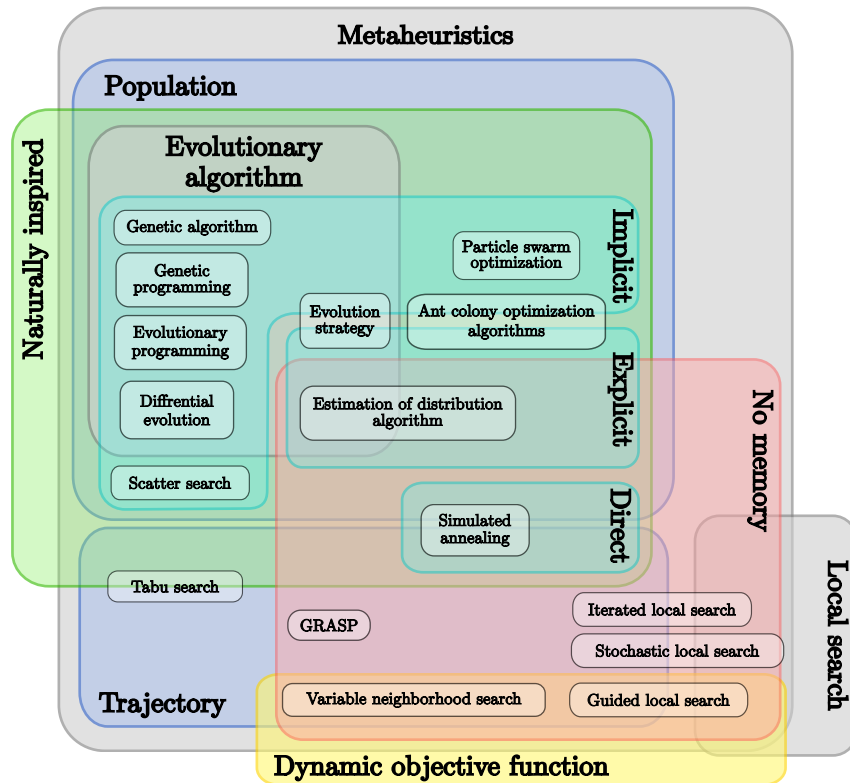 Metaheuristics
Population
Naturally inspired
Evolutionary
algorithm
Implicit
Genetic algorithm
Particle swarm
optimization
Genetic
programming
Evolution
strategy
Ant colony optimization
algorithms
Evolutionary
programming
Explicit
Diffrential
evolution
Estimation of distribution
algorithm
No memory
Scatter search
Direct
Simulated
annealing
Local search
Tabu search
GRASP
Iterated local search
Stochastic local search
Trajectory
Variable neighborhood search
Guided local search
Dynamic objective function